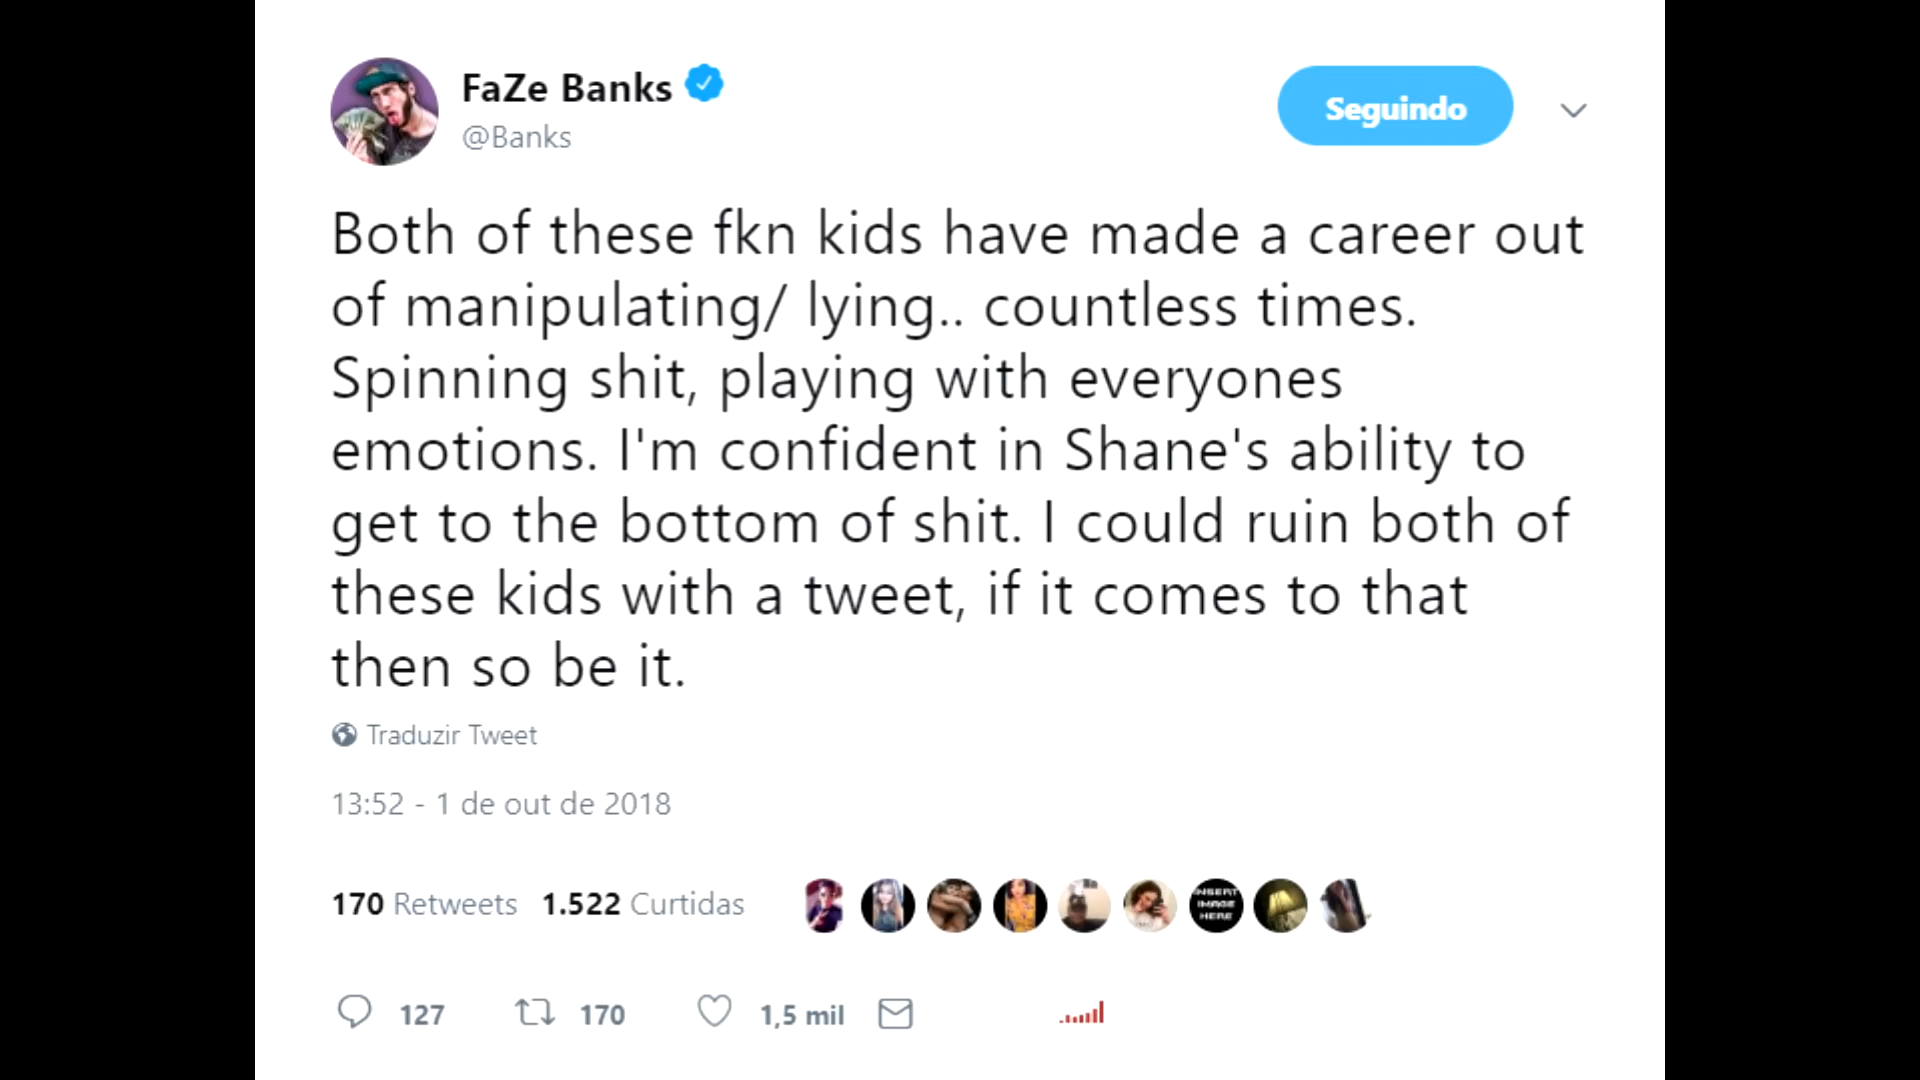 FaZe Banks
@Banks
Seguindo
Both of these fkn kids have made a career out
of manipulating/ lying.. countless times.
Spinning shit, playing with everyones
emotions. I'm confident in Shane's ability to
get to the bottom of shit. I could ruin both of
these kids with a tweet, if it comes to that
then so be it.
Traduzir Tweet
13:52 - 1 de out de 2018
170 Retweets 1.522 Curtidas
INSERT
IMAGE
HERE
127 170 1,5 mil